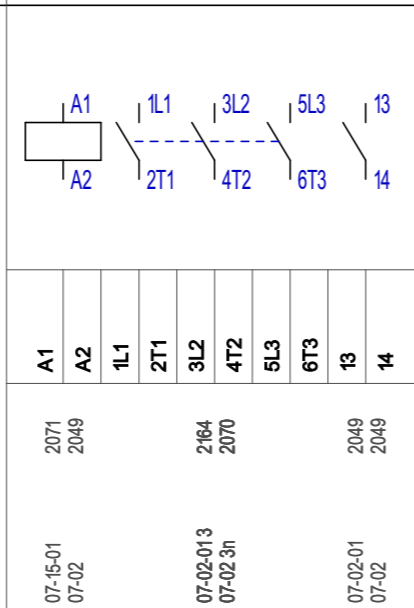 A1 1L1 3L2 5L3 13
A2 2T1 4T2 6T3 14
A1
A2
1L1
2T1
3L2
4T2
5L3
6T3
13
14
2071
2049
2164
2070
2049
2049
07-15-01
07-02
07-02-01 3
07-02 3n
07-02-01
07-02